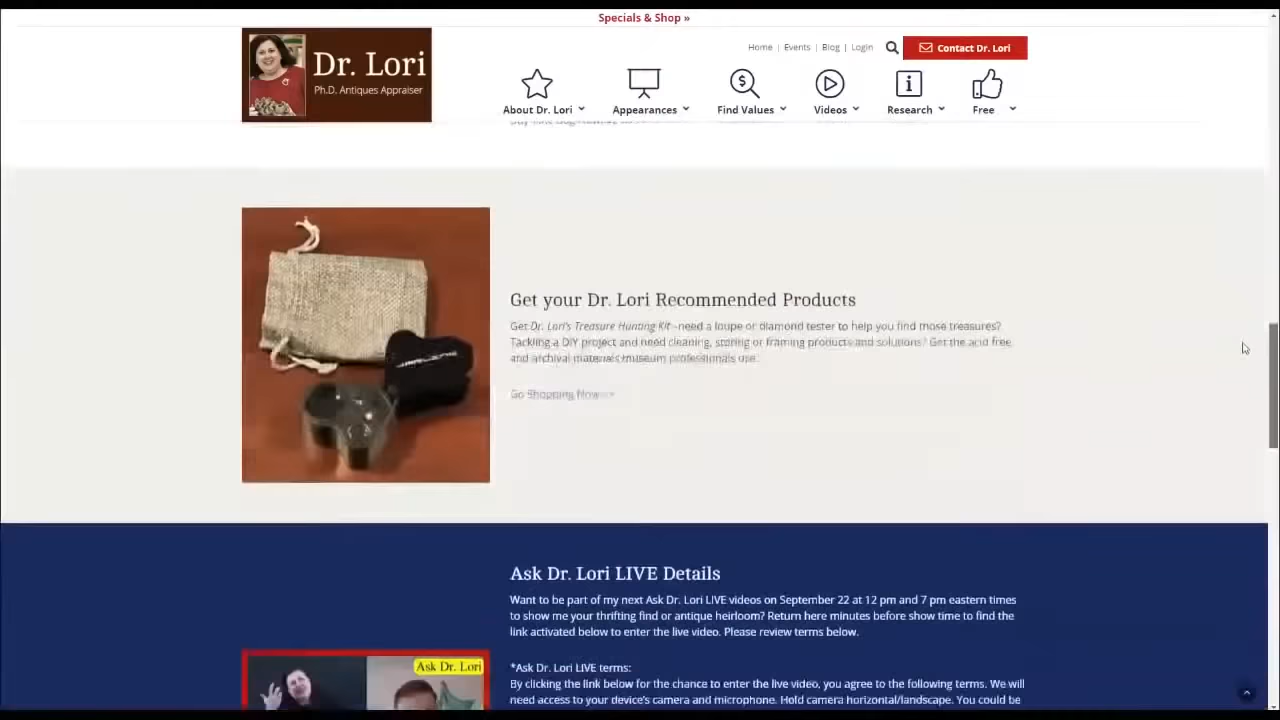 Specials & Shop »
Dr. Lori
Ph.D. Antiques Appraiser
Home | Events | Blog | Login
Contact Dr. Lori
About Dr. Lori
Appearances
Find Values
Videos
Research
Free
Get your Dr. Lori Recommended Products
Get Dr. Lori's Treasure Hunting Kit -need a loupe or diamond tester to help you find those treasures?
Tackling a DIY project and need cleaning, storing or framing products and solutions? Get the acid free
and archival materials museum professionals use.
Go Shopping Now
Ask Dr. Lori LIVE Details
Want to be part of my next Ask Dr. Lori LIVE videos on September 22 at 12 pm and 7 pm eastern times
to show me your thrifting find or antique heirloom? Return here minutes before show time to find the
link activated below to enter the live video. Please review terms below.
Ask Dr. Lori
*Ask Dr. Lori LIVE terms:
By clicking the link below for the chance to enter the live video, you agree to the following terms. We will
need access to your device's camera and microphone. Hold camera horizontal/landscape. You could be